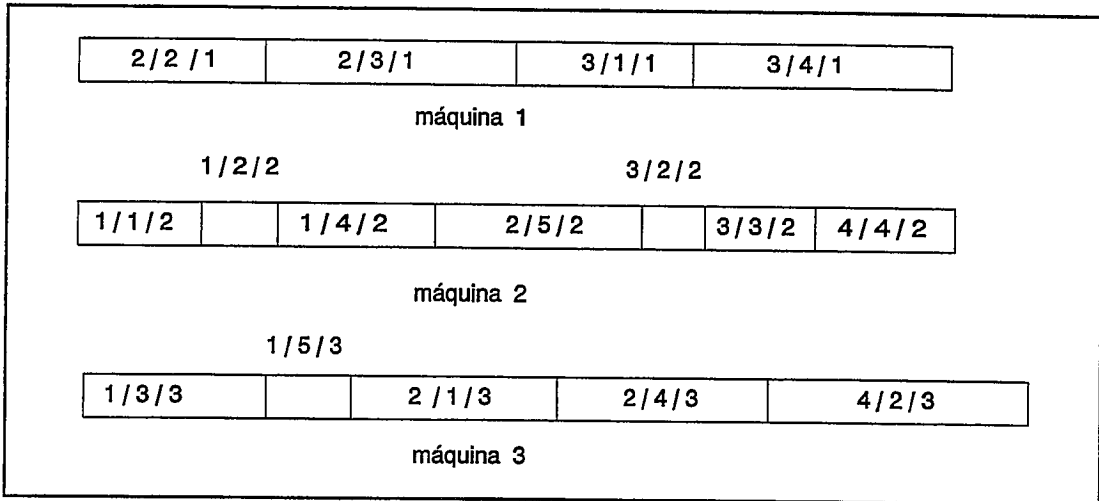 2/2 /1 2/3/1 3/1/1 3/4/1
máquina 1
1/2/2 3/2/2
1/1/2 1/4/2 2/5/2 3/3/2 4/4/2
máquina 2
1/5/3
1/3/3 2 /1/3 2/4/3 4/2/3
máquina 3